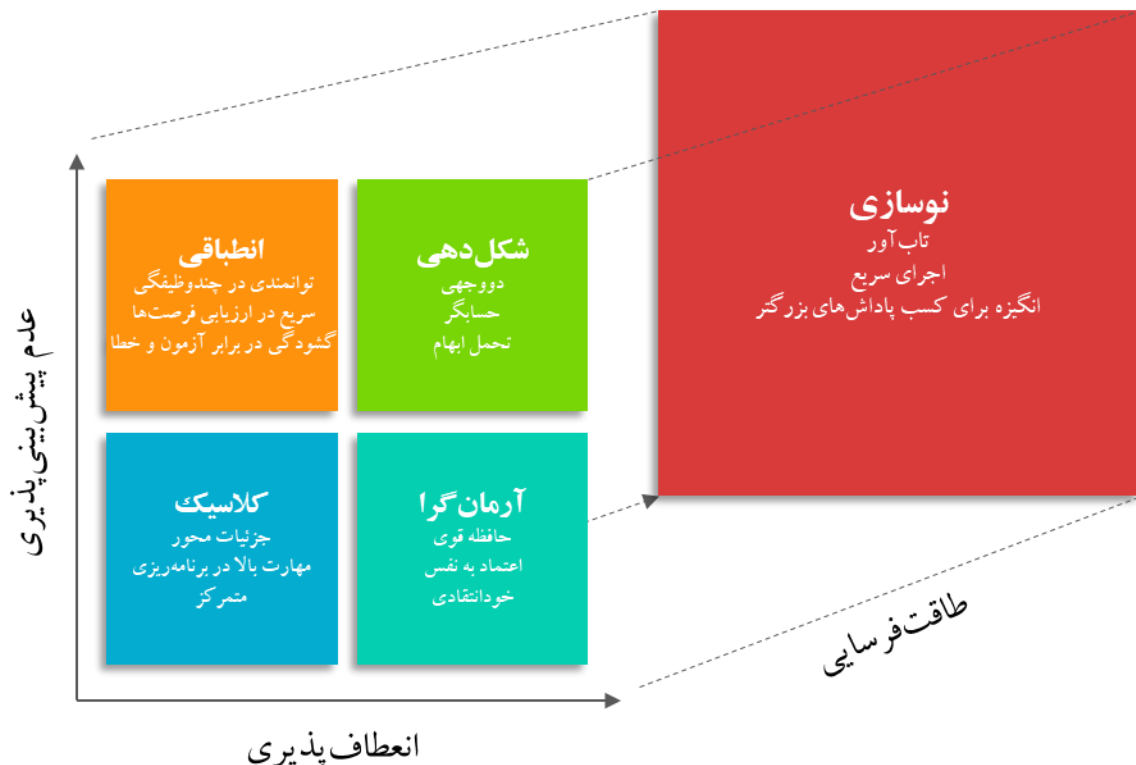 نوسازی
تاب‌آور
اجرای سریع
انگیزه برای کسب پاداش‌های بزرگتر
شکل‌دهی
دووجهی
حسابگر
تحمل ابهام
انطباقی
توانمندی در چندوظیفگی
سریع در ارزیابی فرصت‌ها
گشودگی در برابر آزمون و خطا
آرمان‌گرا
حافظه قوی
اعتماد به نفس
خودانتقادی
کلاسیک
جزئیات محور
مهارت بالا در برنامه‌ریزی
متمرکز
عدم پیش‌بینی‌پذیری
انعطاف‌پذیری
طاقت‌فرسایی